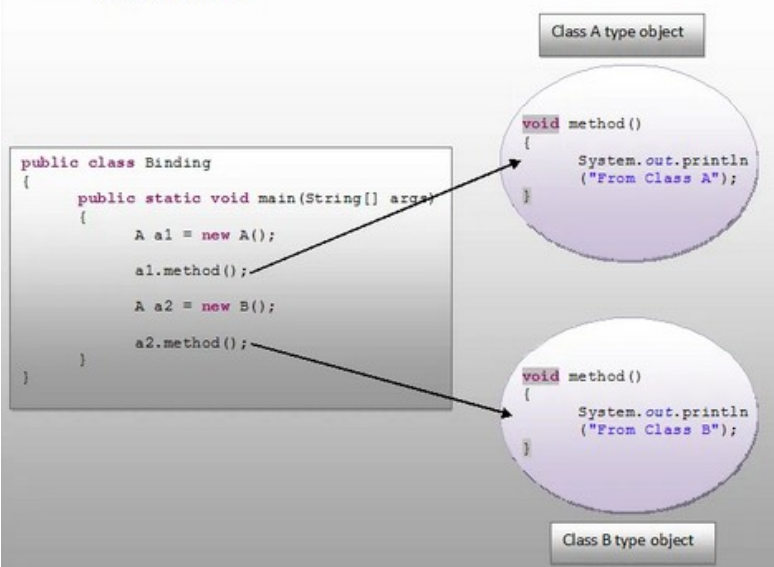 Class A type object
void method()
{
System.out.println
("From Class A");
}
public class Binding
{
public static void main(String[] args)
{
A a1 = new A();
a1.method();
A a2 = new B();
a2.method();
}
}
void method()
{
System.out.println
("From Class B");
}
Class B type object